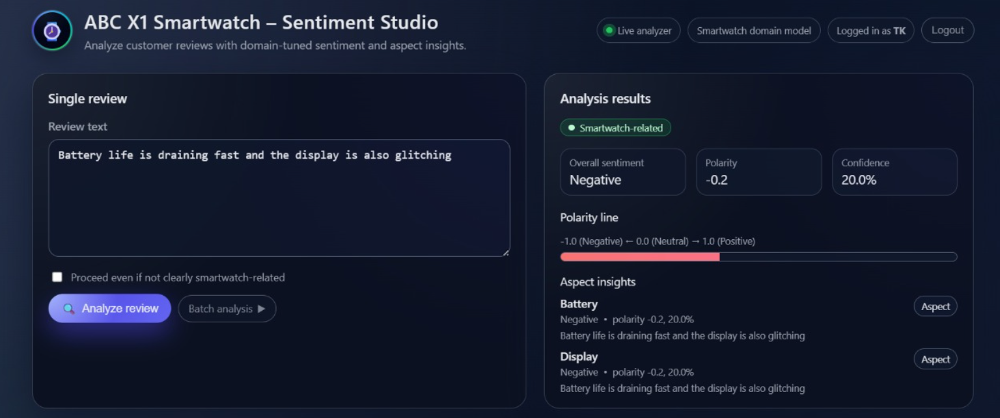 ABC X1 Smartwatch – Sentiment Studio
Analyze customer reviews with domain-tuned sentiment and aspect insights.
Live analyzer
Smartwatch domain model
Logged in as TK
Logout
Single review
Review text
Battery life is draining fast and the display is also glitching
Proceed even if not clearly smartwatch-related
Analyze review
Batch analysis ▶
Analysis results
Smartwatch-related
Overall sentiment
Negative
Polarity
-0.2
Confidence
20.0%
Polarity line
-1.0 (Negative) ← 0.0 (Neutral) → 1.0 (Positive)
Aspect insights
Battery
Aspect
Negative • polarity -0.2, 20.0%
Battery life is draining fast and the display is also glitching
Display
Aspect
Negative • polarity -0.2, 20.0%
Battery life is draining fast and the display is also glitching